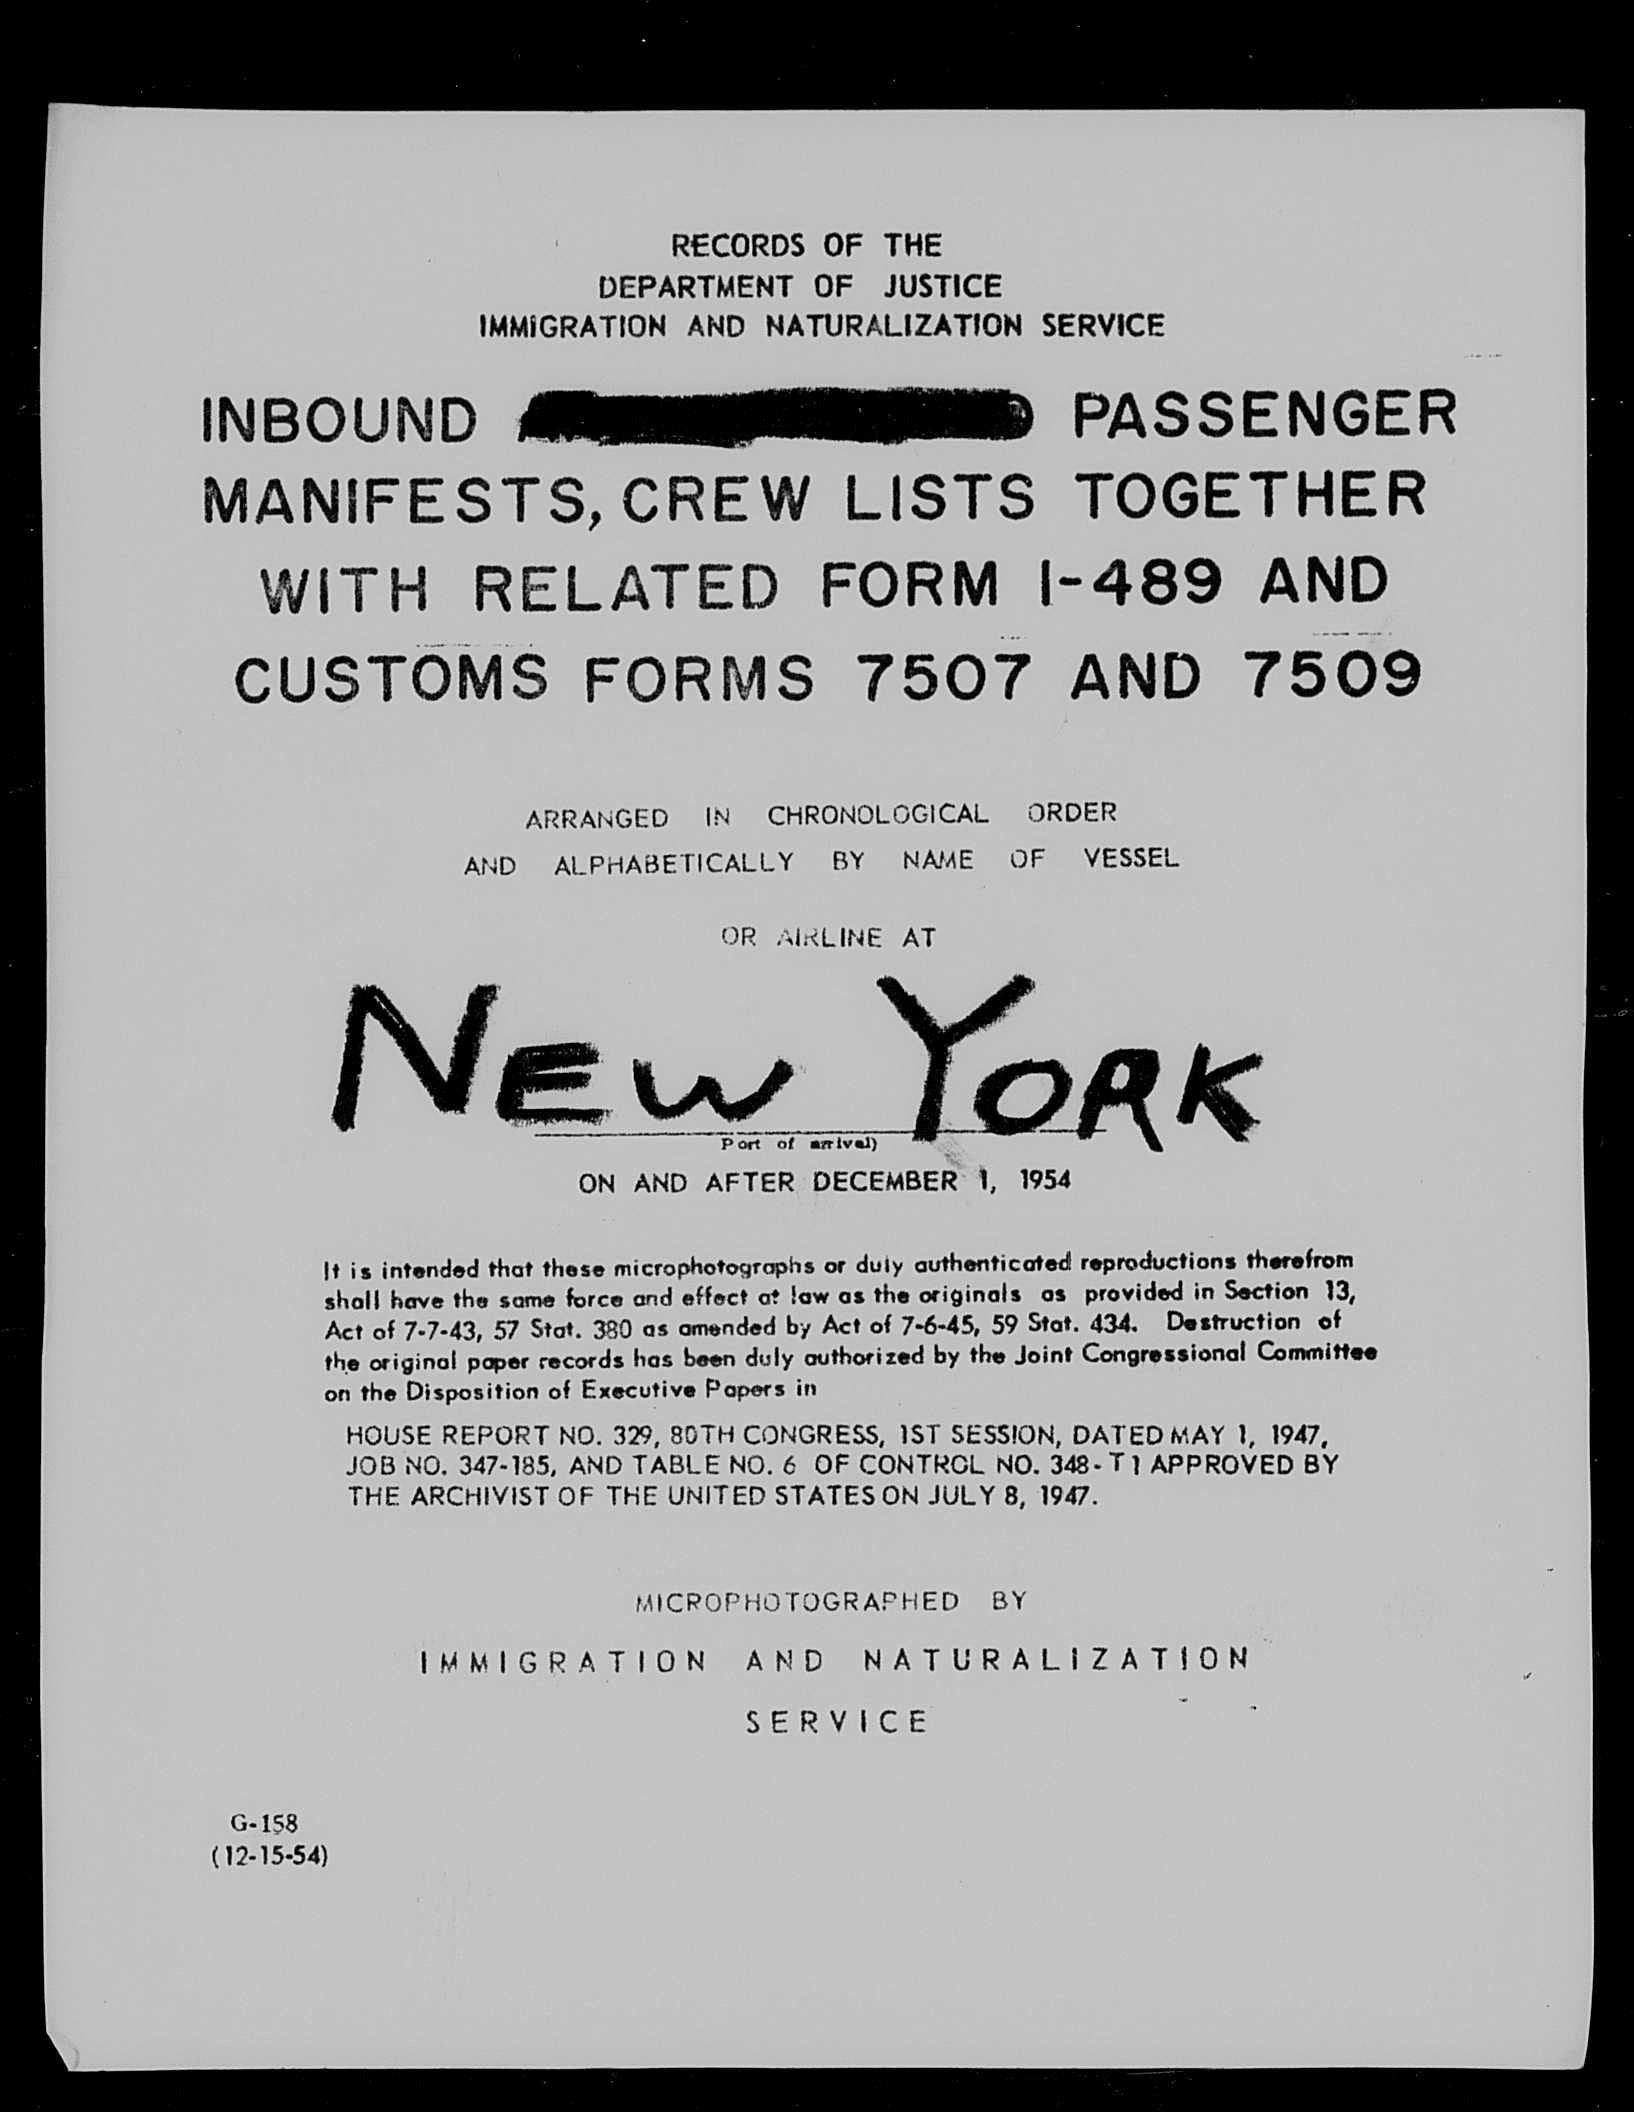 RECORDS OF THE
DEPARTMENT OF JUSTICE
IMMIGRATION AND NATURALIZATION SERVICE
INBOUND PASSENGER
MANIFESTS, CREW LISTS TOGETHER
WITH RELATED FORM I-489 AND
CUSTOMS FORMS 7507 AND 7509
ARRANGED IN CHRONOLOGICAL ORDER
AND ALPHABETICALLY BY NAME OF VESSEL
OR AIRLINE AT
NEW YORK
Port of arrival)
ON AND AFTER DECEMBER 1, 1954
It is intended that these microphotographs or duly authenticated reproductions therefrom
shall have the same force and effect at law as the originals as provided in Section 13,
Act of 7-7-43, 57 Stat. 380 as amended by Act of 7-6-45, 59 Stat. 434. Destruction of
the original paper records has been duly authorized by the Joint Congressional Committee
on the Disposition of Executive Papers in
HOUSE REPORT NO. 329, 80TH CONGRESS, 1ST SESSION, DATED MAY 1, 1947,
JOB NO. 347-185, AND TABLE NO. 6 OF CONTROL NO. 348-T1 APPROVED BY
THE ARCHIVIST OF THE UNITED STATES ON JULY 8, 1947.
MICROPHOTOGRAPHED BY
IMMIGRATION AND NATURALIZATION
SERVICE
G-158
(12-15-54)